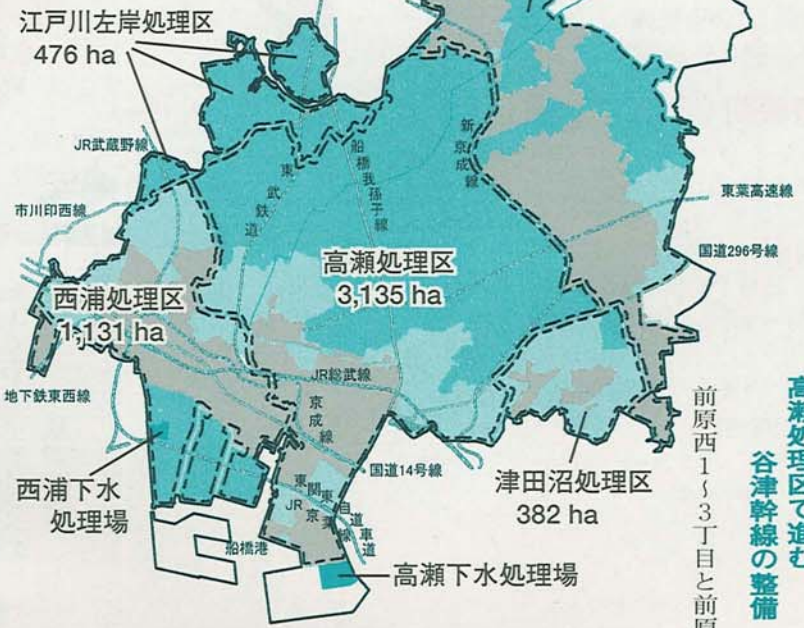 江戸川左岸処理区
476 ha
JR武蔵野線
市川印西線
東武鉄道
船橋我孫子線
新京成線
東葉高速線
国道296号線
高瀬処理区
3,135 ha
西浦処理区
1,131 ha
地下鉄東西線
JR総武線
京成線
国道14号線
東関東自動車道
JR京葉線
津田沼処理区
382 ha
西浦下水
処理場
船橋港
高瀬下水処理場
高瀬処理区で進む
谷津幹線の整備
前原西1～3丁目と前原